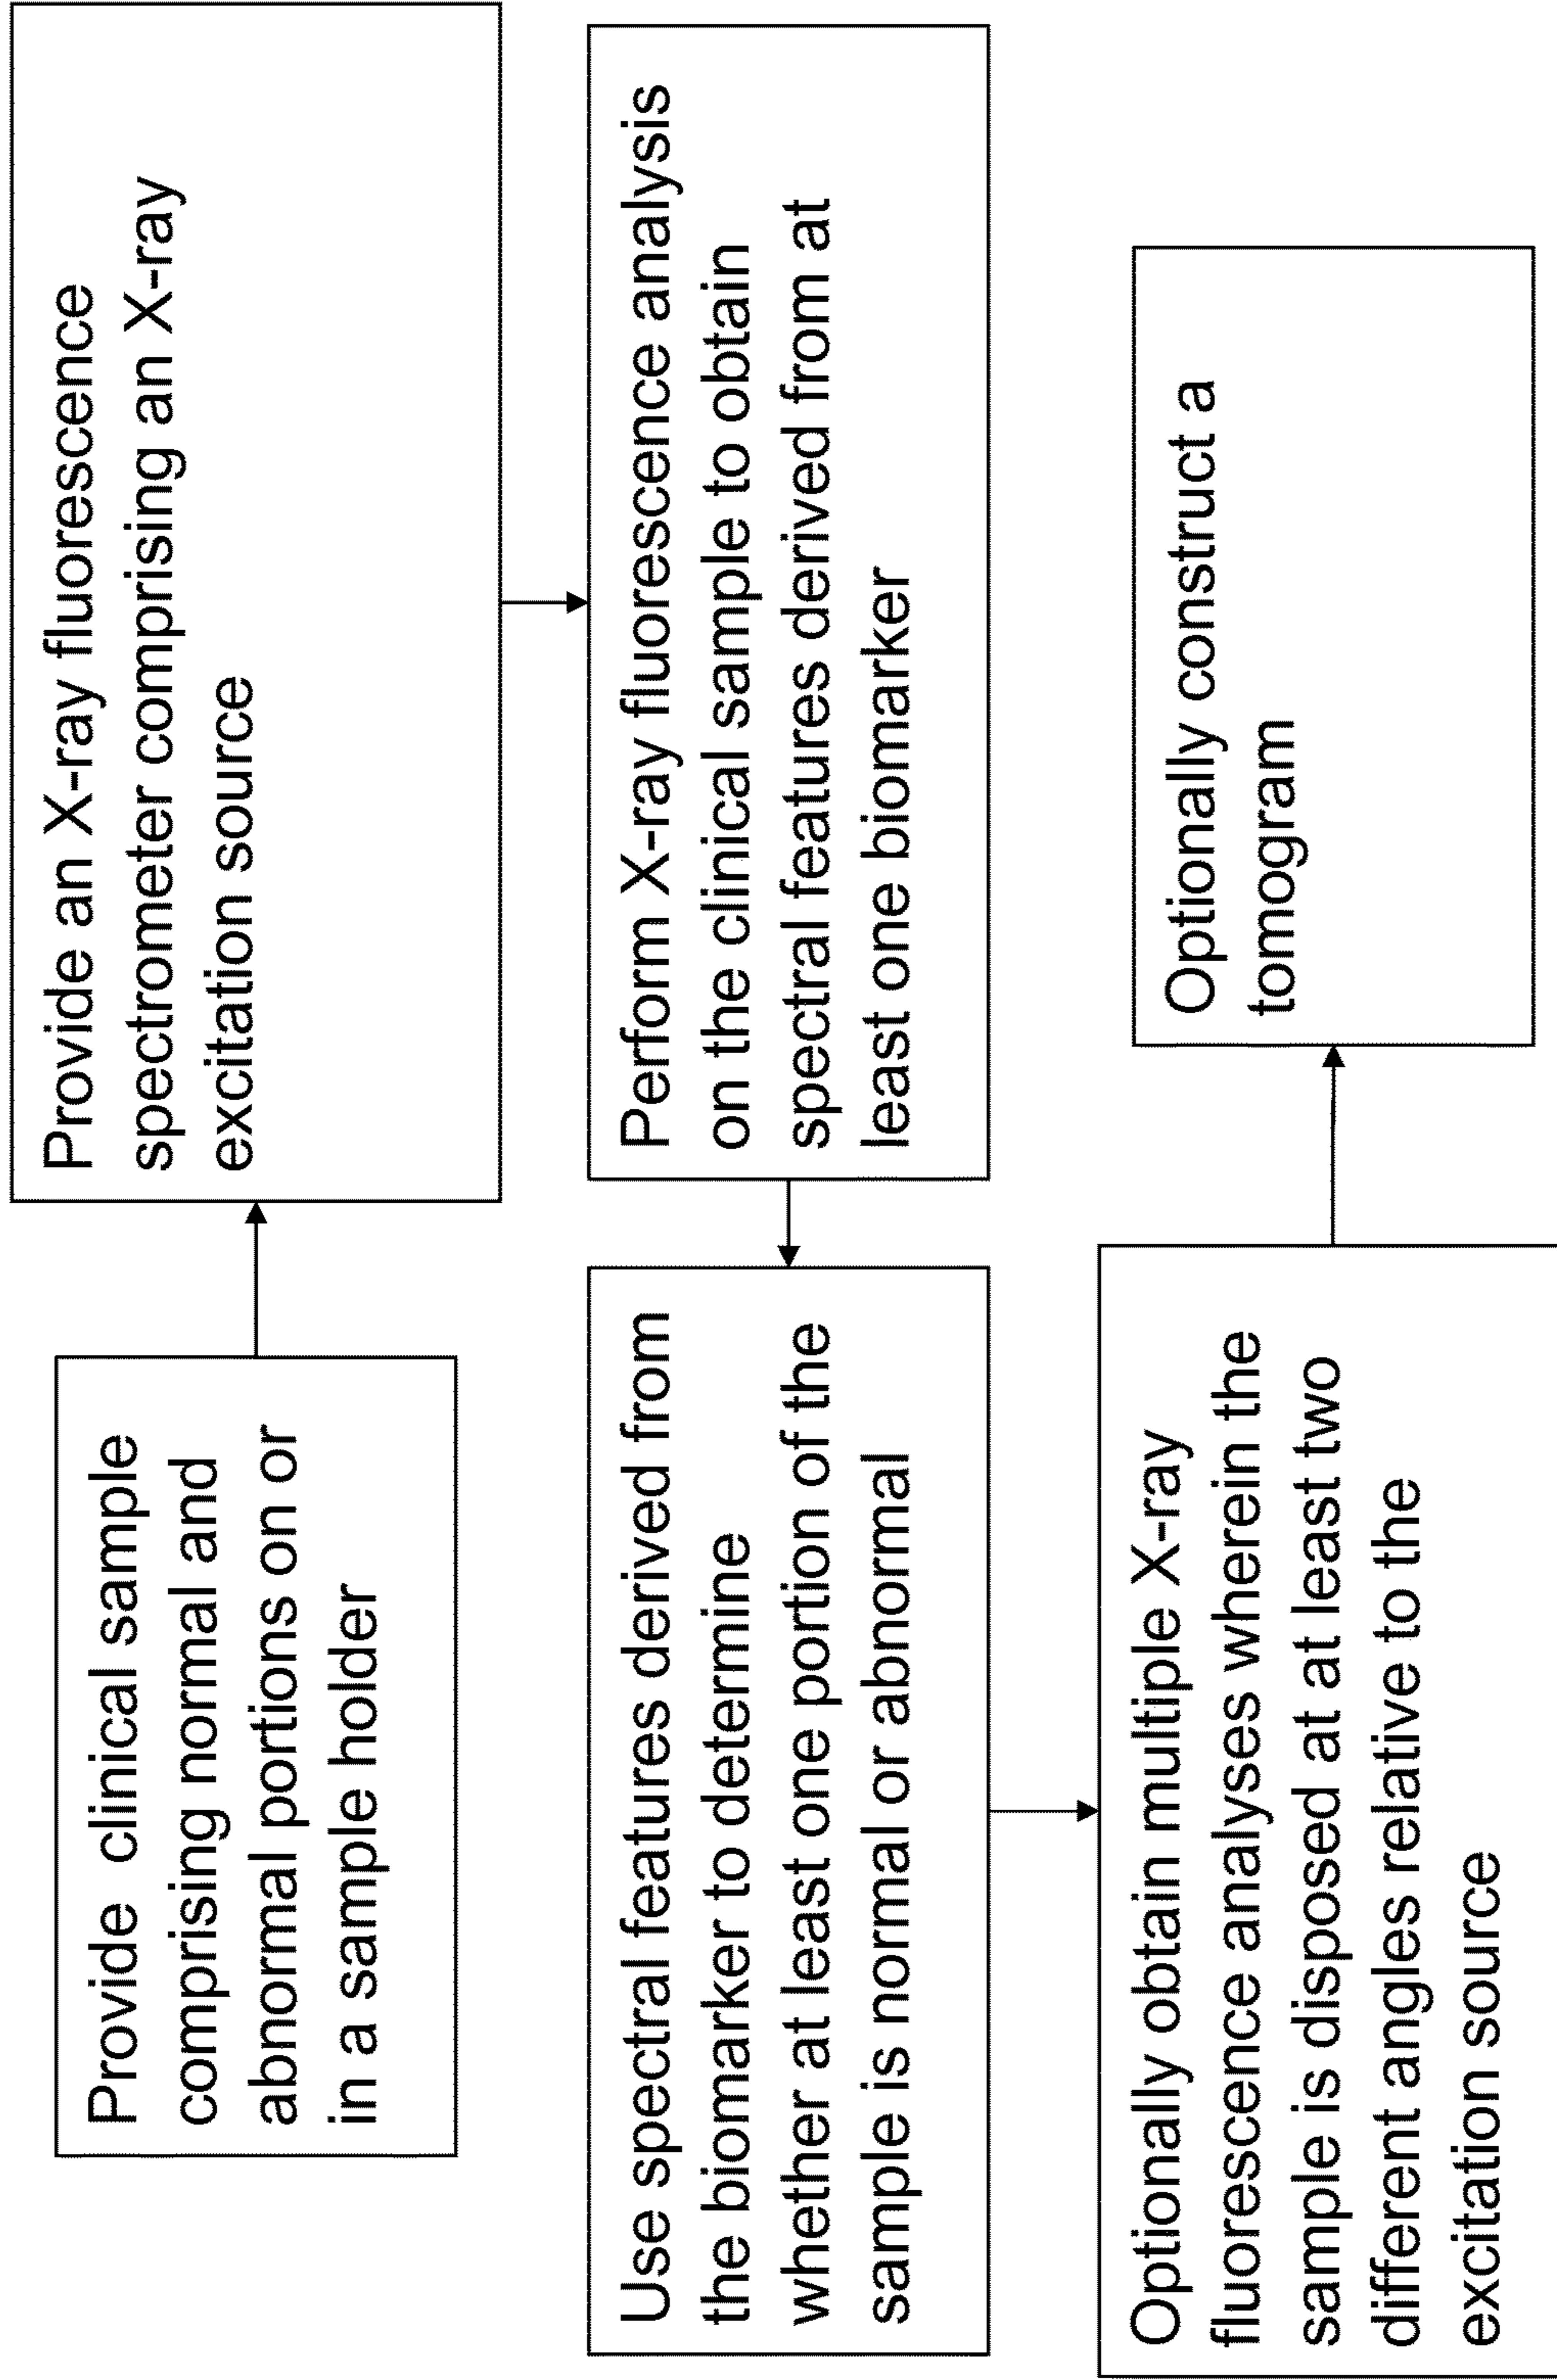 Provide  clinical sample
comprising normal and
abnormal portions on or
in a sample holder
Provide an X-ray fluorescence
spectrometer comprising an X-ray
excitation source
Perform X-ray fluorescence analysis
on the clinical sample to obtain
spectral features derived from at
least one biomarker
Use spectral features derived from
the biomarker to determine
whether at least one portion of the
sample is normal or abnormal
Optionally obtain multiple X-ray
fluorescence analyses wherein the
sample is disposed at at least two
different angles relative to the
excitation source
Optionally construct a
tomogram